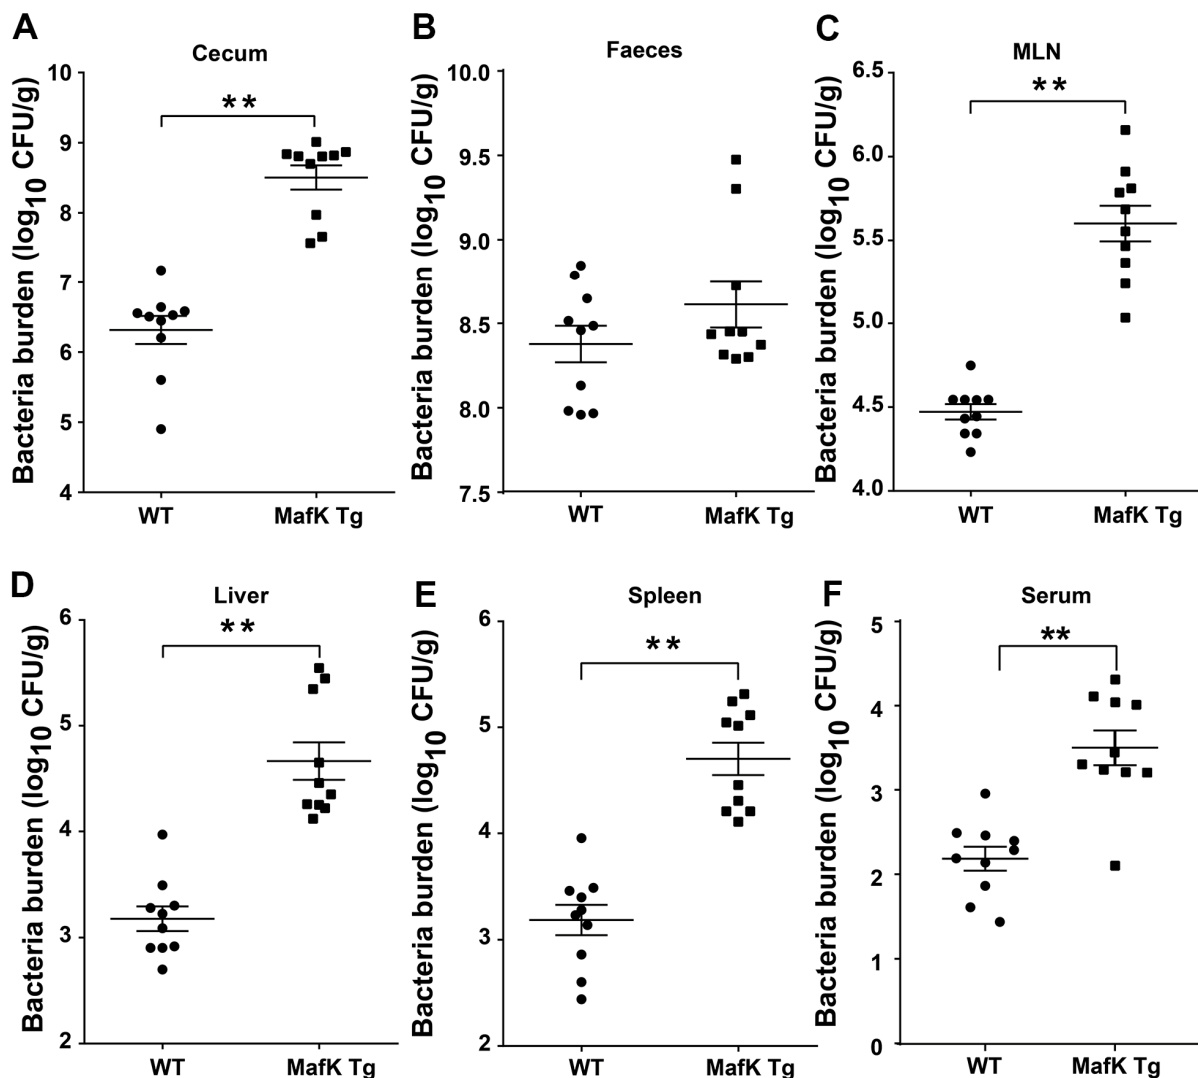 A
Cecum
Bacteria burden (log10 CFU/g)
10
9
8
7
6
5
4
**
WT
MafK Tg
B
Faeces
Bacteria burden (log10 CFU/g)
10.0
9.5
9.0
8.5
8.0
7.5
WT
MafK Tg
C
MLN
Bacteria burden (log10 CFU/g)
6.5
6.0
5.5
5.0
4.5
4.0
**
WT
MafK Tg
D
Liver
Bacteria burden (log10 CFU/g)
6
5
4
3
2
**
WT
MafK Tg
E
Spleen
Bacteria burden (log10 CFU/g)
6
5
4
3
2
**
WT
MafK Tg
F
Serum
Bacteria burden (log10 CFU/g)
5
4
3
2
1
0
**
WT
MafK Tg